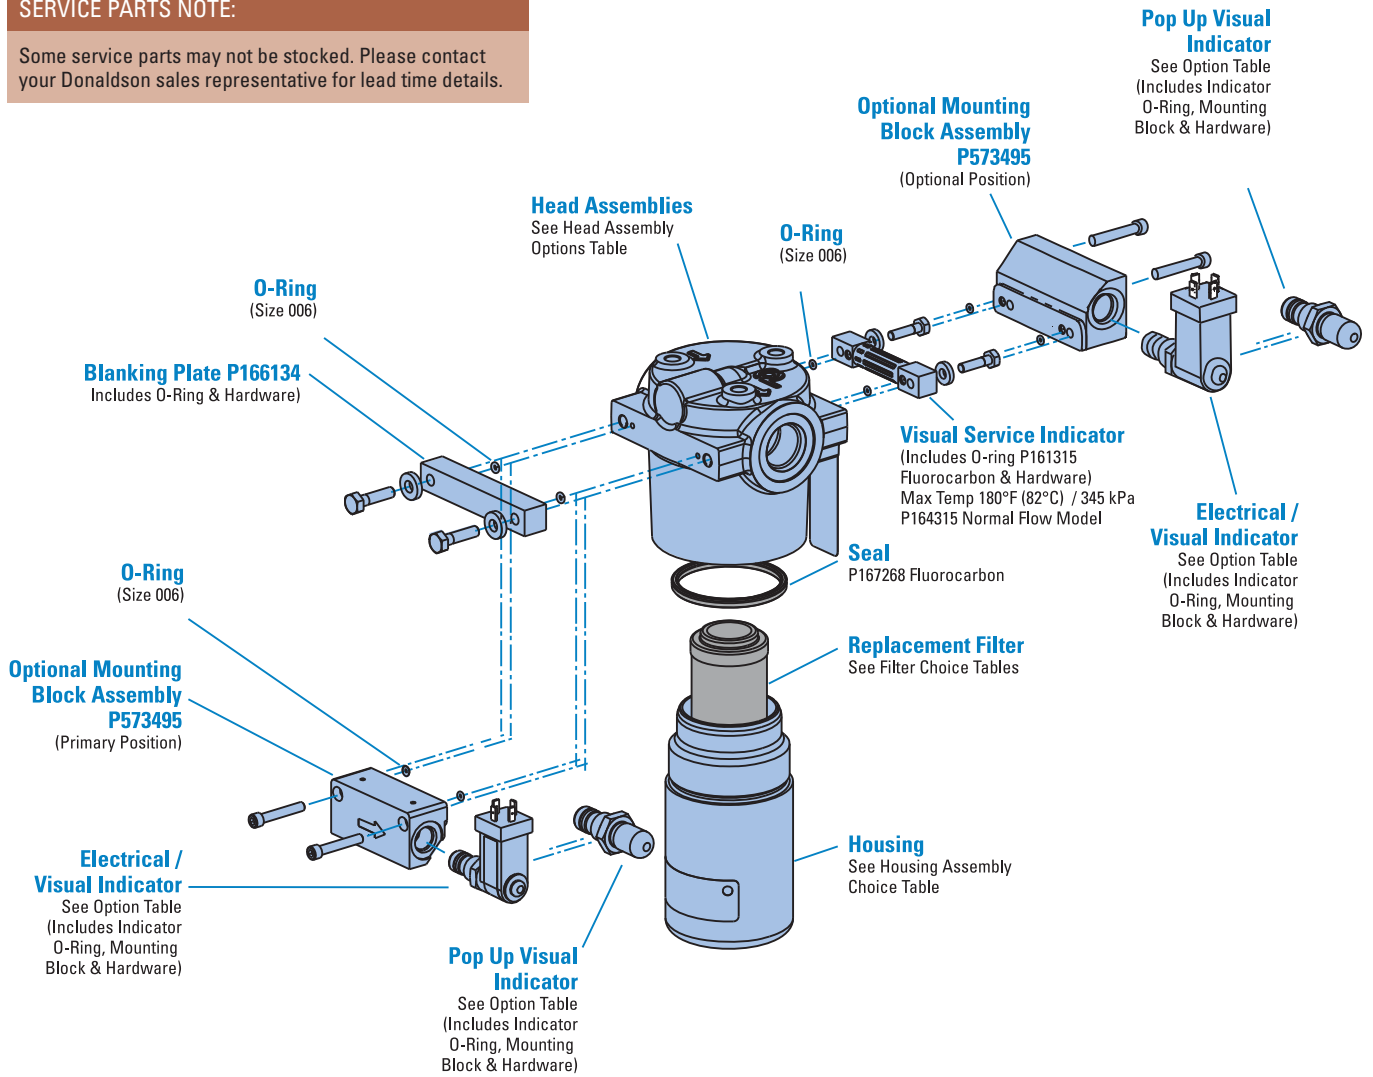 SERVICE PARTS NOTE:
Some service parts may not be stocked. Please contact
your Donaldson sales representative for lead time details.
Pop Up Visual
Indicator
See Option Table
(Includes Indicator
O-Ring, Mounting
Block & Hardware)
Optional Mounting
Block Assembly
P573495
(Optional Position)
Head Assemblies
See Head Assembly
Options Table
O-Ring
(Size 006)
O-Ring
(Size 006)
Blanking Plate P166134
Includes O-Ring & Hardware)
Visual Service Indicator
(Includes O-ring P161315
Fluorocarbon & Hardware)
Max Temp 180°F (82°C) / 345 kPa
P164315 Normal Flow Model
Electrical /
Visual Indicator
See Option Table
(Includes Indicator
O-Ring, Mounting
Block & Hardware)
Seal
P167268 Fluorocarbon
O-Ring
(Size 006)
Replacement Filter
See Filter Choice Tables
Optional Mounting
Block Assembly
P573495
(Primary Position)
Housing
See Housing Assembly
Choice Table
Electrical /
Visual Indicator
See Option Table
(Includes Indicator
O-Ring, Mounting
Block & Hardware)
Pop Up Visual
Indicator
See Option Table
(Includes Indicator
O-Ring, Mounting
Block & Hardware)